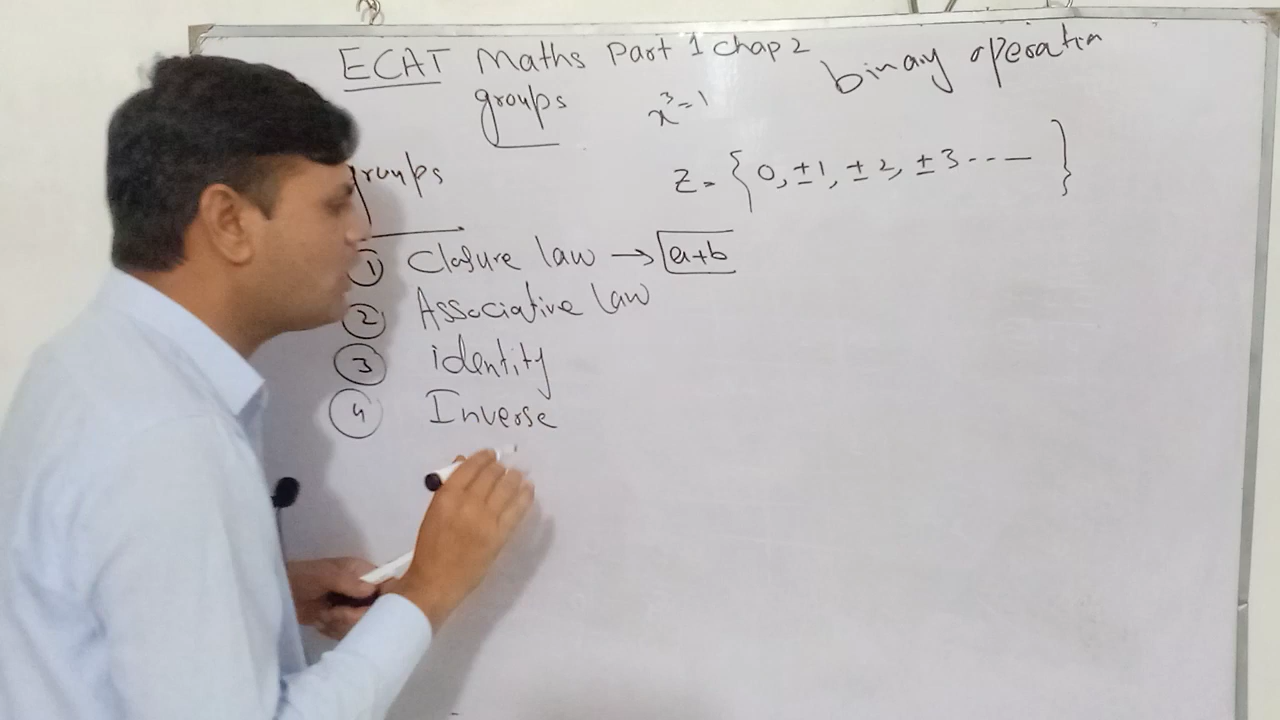 ECAT Maths Part 1 Chap 2
binary operation
groups x³=1
groups
Z = { 0, ±1, ±2, ±3 - - - }
① Closure law → a+b
② Associative law
③ identity
④ Inverse